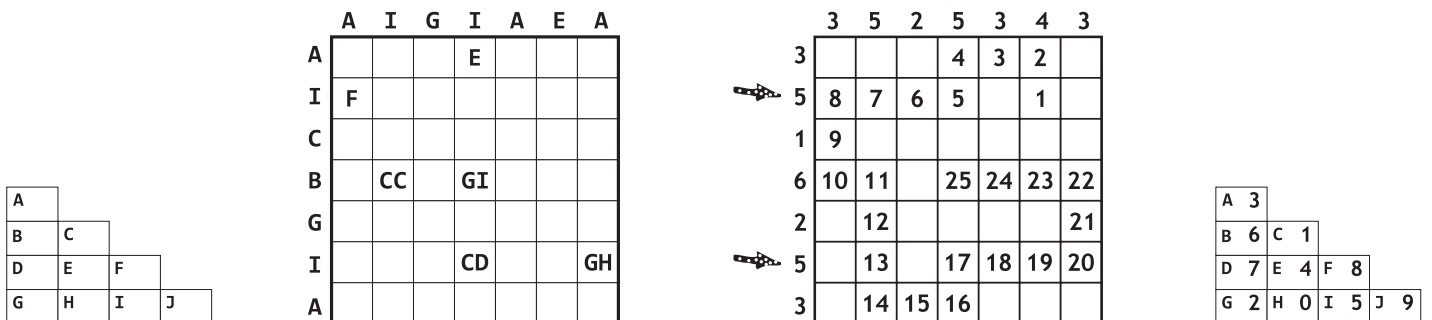 A I G I A E A
A E
I F
C
B CC GI
G
I CD GH
A
A
B C
D E F
G H I J
3 5 2 5 3 4 3
3 4 3 2
5 8 7 6 5 1
1 9
6 10 11 25 24 23 22
2 12 21
5 13 17 18 19 20
3 14 15 16
A 3
B 6 C 1
D 7 E 4 F 8
G 2 H 0 I 5 J 9